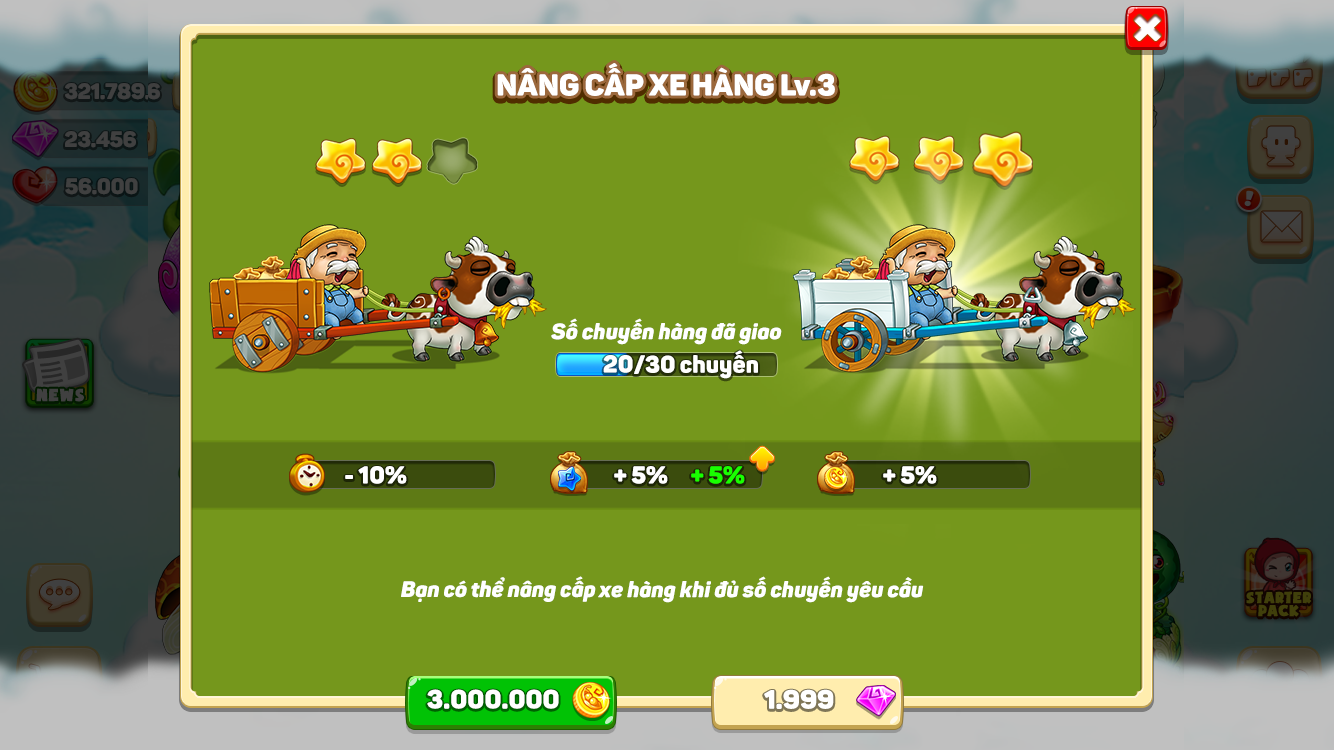 NÂNG CẤP XE HÀNG Lv.3
321.789.6
23.456
56.000
Số chuyến hàng đã giao
20/30 chuyến
NEWS
- 10%
+ 5% + 5%
+ 5%
Bạn có thể nâng cấp xe hàng khi đủ số chuyến yêu cầu
STARTER
PACK
3.000.000
1.999